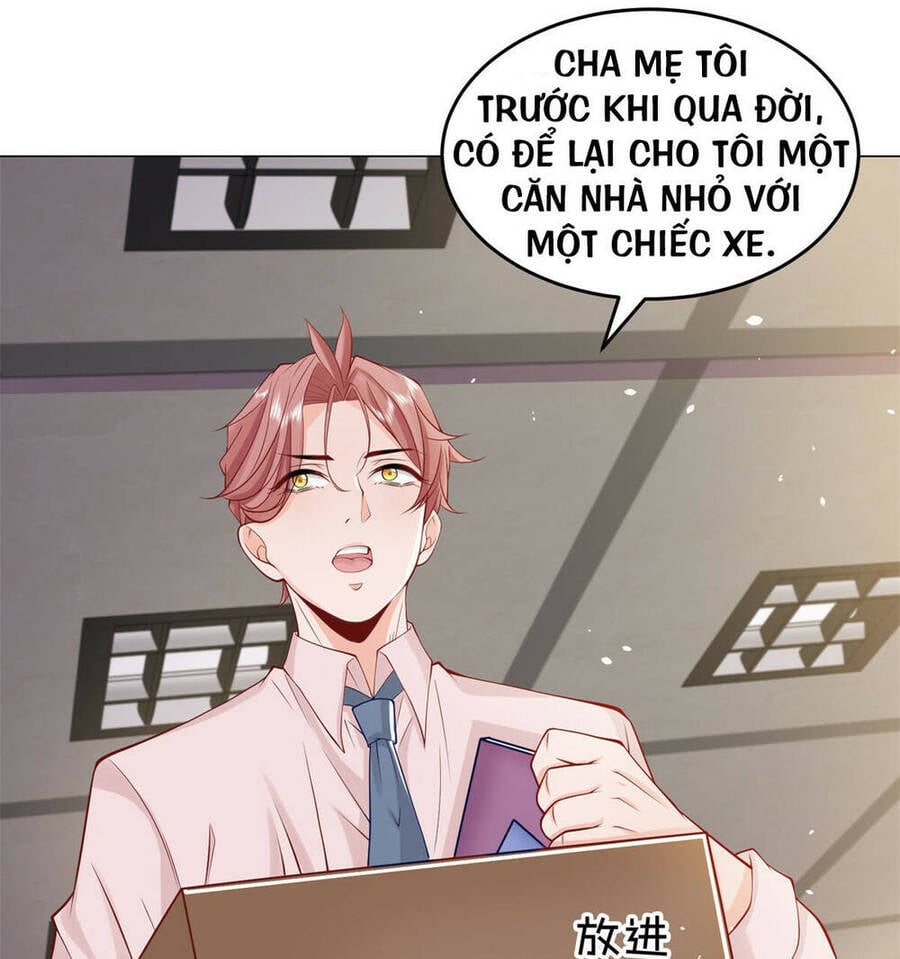 CHA MẸ TÔI
TRƯỚC KHI QUA ĐỜI,
CÓ ĐỂ LẠI CHO TÔI MỘT
CĂN NHÀ NHỎ VỚI
MỘT CHIẾC XE.
放进